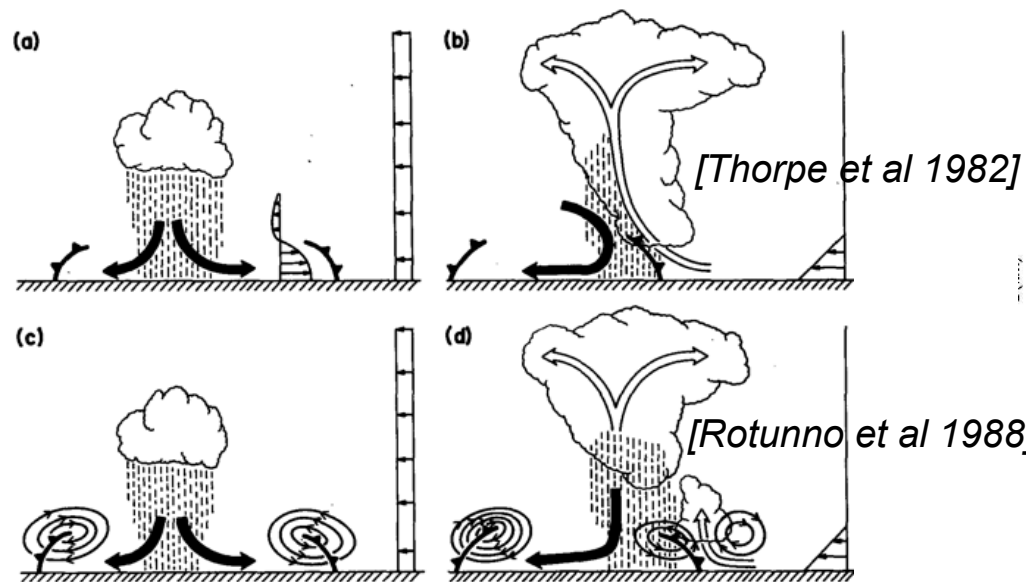 (a)
(b)
[Thorpe et al 1982]
(c)
(d)
[Rotunno et al 1988]